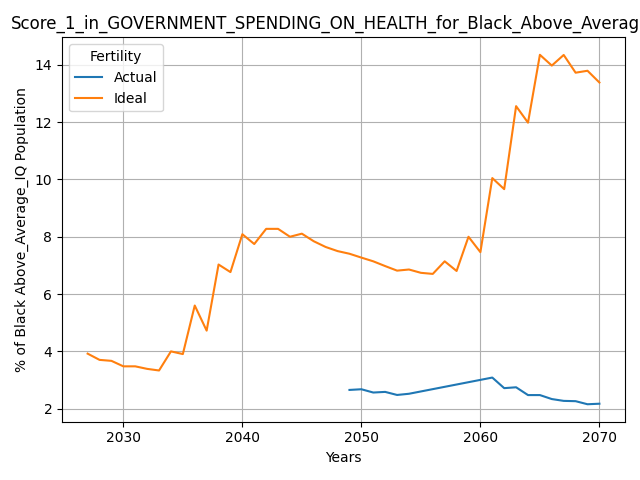 Score_1_in_GOVERNMENT_SPENDING_ON_HEALTH_for_Black_Above_Averag
Fertility
Actual
Ideal
% of Black Above_Average_IQ Population
14
12
10
8
6
4
2
2030 2040 2050 2060 2070
Years